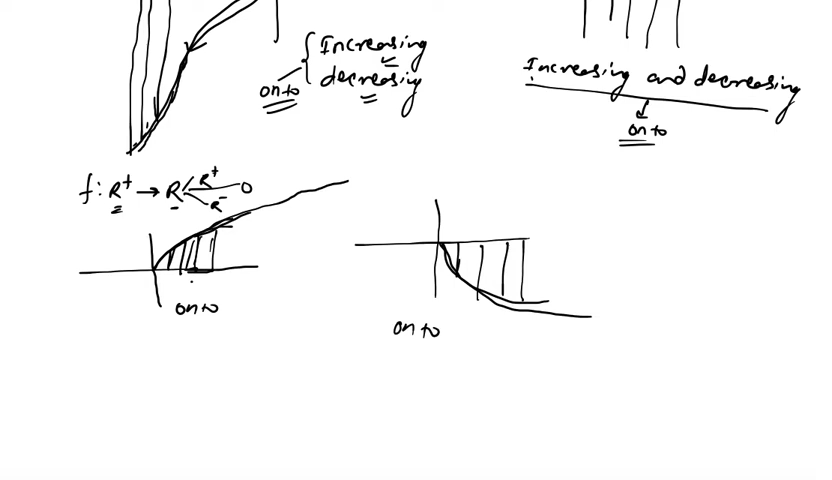 Increasing
decreasing
onto
Increasing and decreasing
onto
f: R⁺ → R R⁺ 0 R⁻
onto
onto